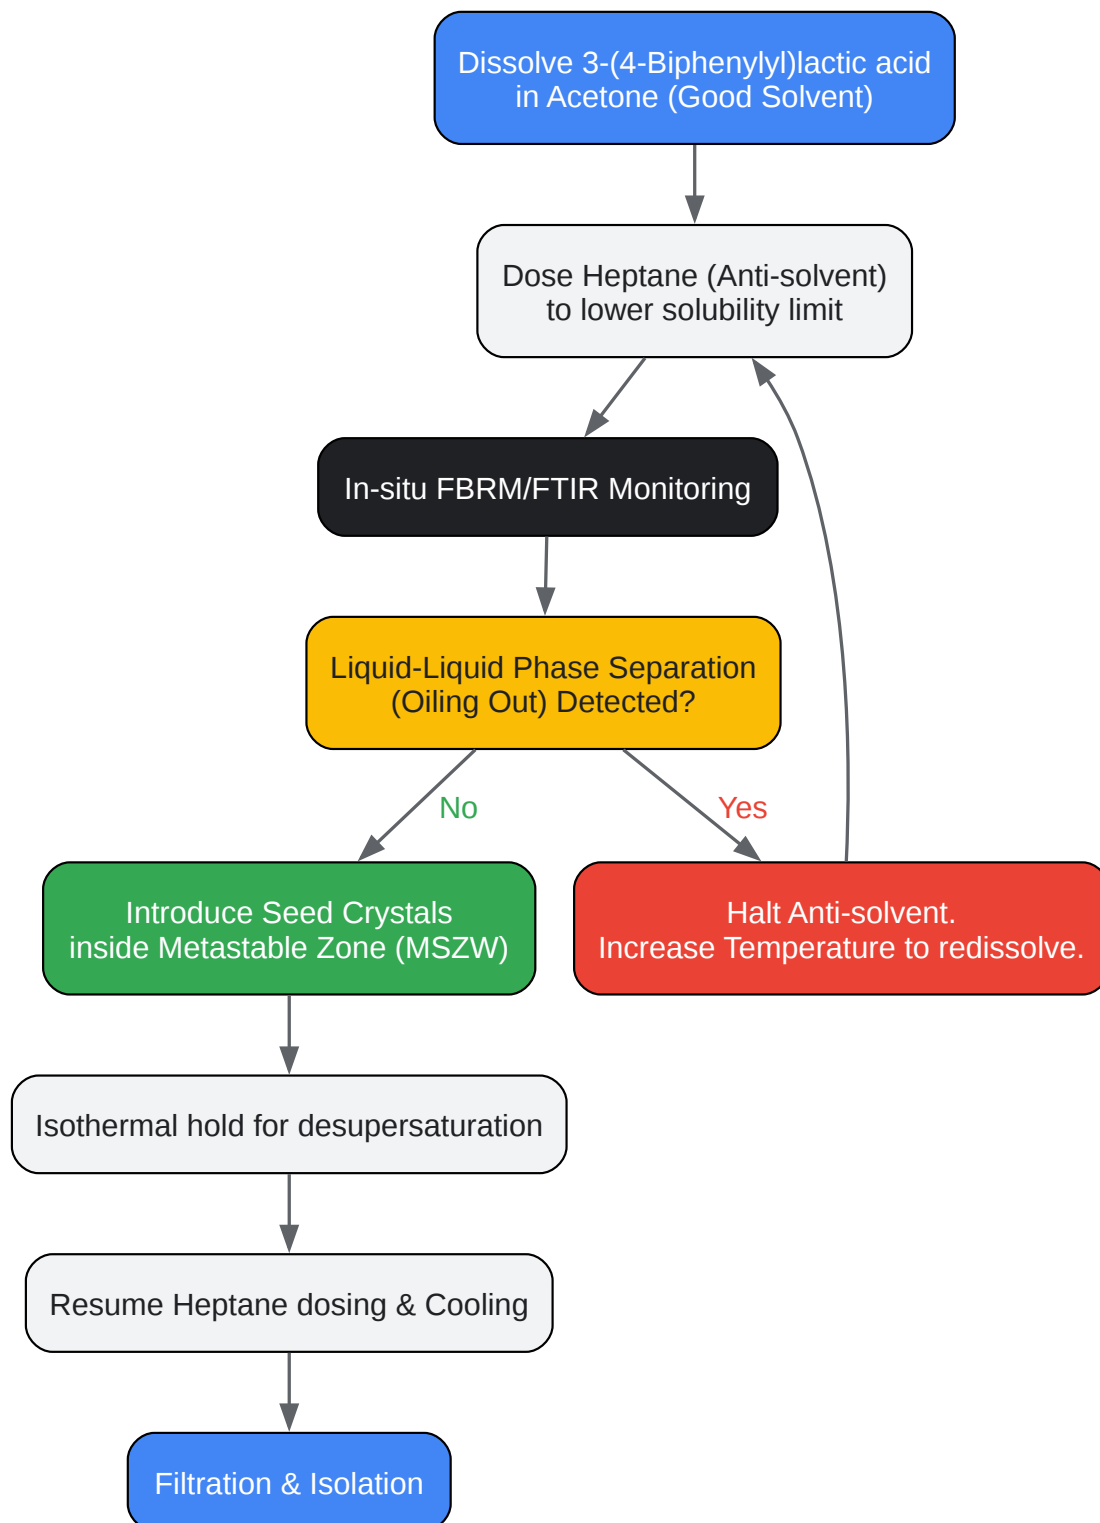 Dissolve 3-(4-Biphenylyl)lactic acid
in Acetone (Good Solvent)
Dose Heptane (Anti-solvent)
to lower solubility limit
In-situ FBRM/FTIR Monitoring
Liquid-Liquid Phase Separation
(Oiling Out) Detected?
No
Yes
Introduce Seed Crystals
inside Metastable Zone (MSZW)
Halt Anti-solvent.
Increase Temperature to redissolve.
Isothermal hold for desupersaturation
Resume Heptane dosing & Cooling
Filtration & Isolation